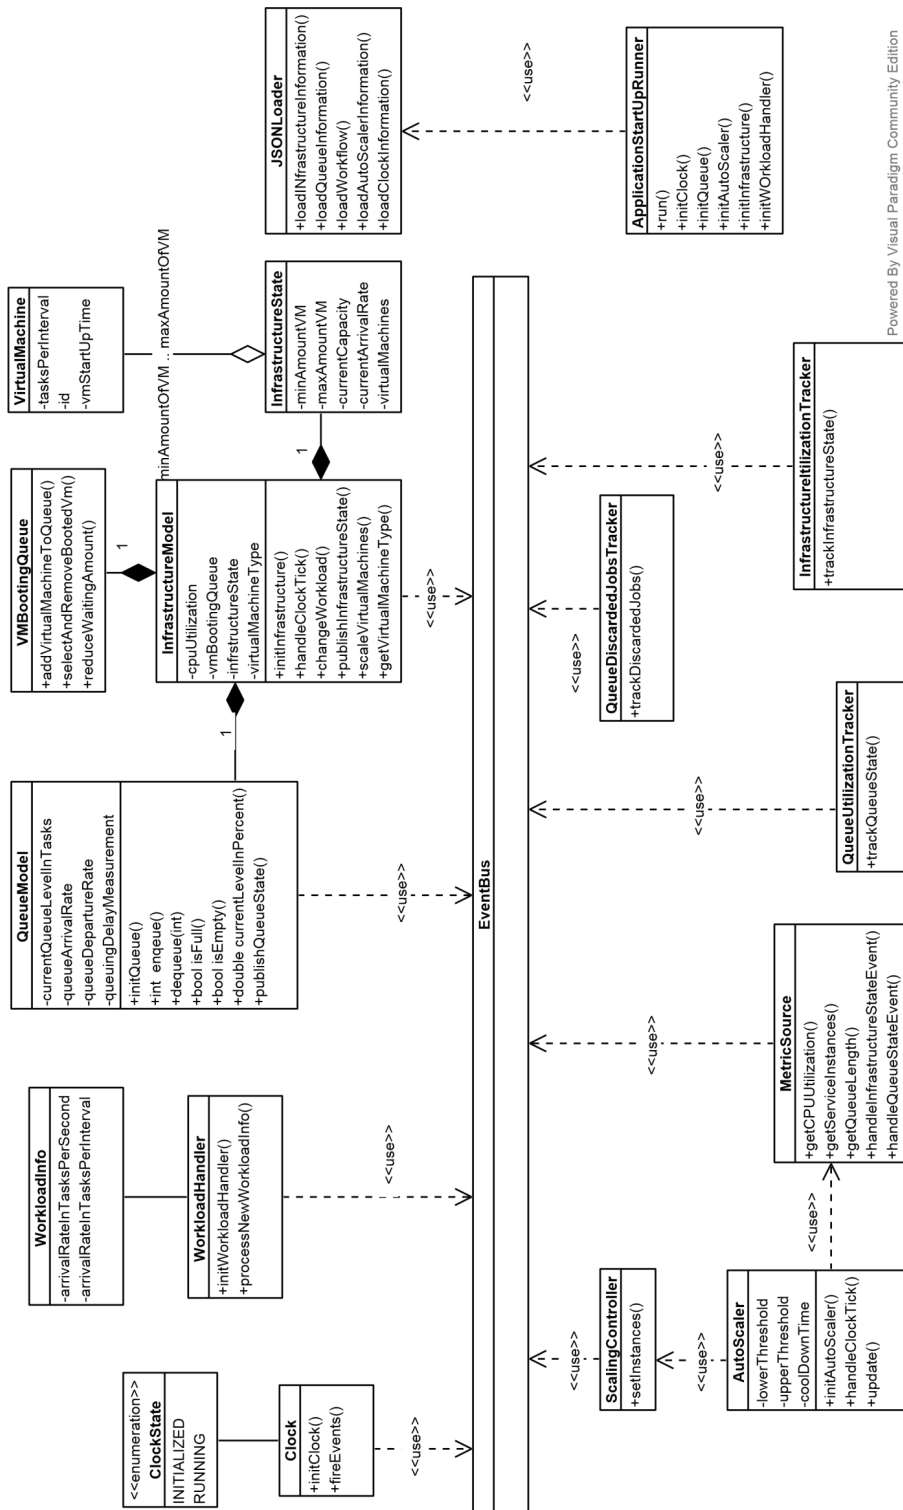 <<enumeration>>
ClockState
INITIALIZED
RUNNING
Clock
+initClock()
+fireEvents()
<<use>>
WorkloadInfo
-arrivalRateInTasksPerSecond
-arrivalRateInTasksPerInterval
WorkloadHandler
+initWorkloadHandler()
+processNewWorkloadInfo()
<<use>>
QueueModel
-currentQueueLevelInTasks
-queueArrivalRate
-queueDepartureRate
-queuingDelayMeasurement
+initQueue()
+int enqeue()
+dequeue(int)
+bool isFull()
+bool isEmpty()
+double currentLevelInPercent()
+publishQueueState()
<<use>>
1
VMBootingQueue
+addVirtualMachineToQueue()
+selectAndRemoveBootedVm()
+reduceWaitingAmount()
1
InfrastructureModel
-cpuUtilization
-vmBootingQueue
-infrstructureState
-virtualMachineType
+initInfrastructure()
+handleClockTick()
+changeWorkload()
+publishInfrastructureState()
+scaleVirtualMachines()
+getVirtualMachineType()
<<use>>
1
VirtualMachine
-tasksPerInterval
-id
-vmStartUpTime
minAmountOfVM .. maxAmountOfVM
InfrastructureState
-minAmountVM
-maxAmountVM
-currentCapacity
-currentArrivalRate
-virtualMachines
JSONLoader
+loadINfrastructureInformation()
+loadQueueInformation()
+loadWorkflow()
+loadAutoScalerInformation()
+loadClockInformation()
<<use>>
ApplicationStartUpRunner
+run()
+initClock()
+initQueue()
+initAutoScaler()
+initInfrastructure()
+initWOrkloadHandler()
EventBus
<<use>>
ScalingController
+setInstances()
<<use>>
AutoScaler
-lowerThreshold
-upperThreshold
-coolDownTime
+initAutoScaler()
+handleClockTick()
+update()
<<use>>
<<use>>
MetricSource
+getCPUUtilization()
+getServiceInstances()
+getQueueLength()
+handleInfrastructureStateEvent()
+handleQueueStateEvent()
<<use>>
QueueUtilizationTracker
+trackQueueState()
<<use>>
QueueDiscardedJobsTracker
+trackDiscardedJobs()
<<use>>
InfrastructureItilizationTracker
+trackInfrastructureState()
Powered By Visual Paradigm Community Edition